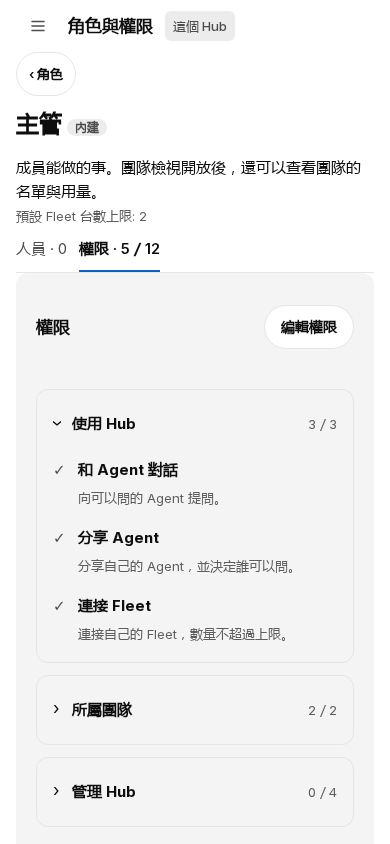 角色與權限 這個 Hub
‹ 角色
主管 內建
成員能做的事。團隊檢視開放後，還可以查看團隊的
名單與用量。
預設 Fleet 台數上限: 2
人員 · 0 權限 · 5 / 12
權限 編輯權限
使用 Hub 3 / 3
✓ 和 Agent 對話
向可以問的 Agent 提問。
✓ 分享 Agent
分享自己的 Agent，並決定誰可以問。
✓ 連接 Fleet
連接自己的 Fleet，數量不超過上限。
所屬團隊 2 / 2
管理 Hub 0 / 4